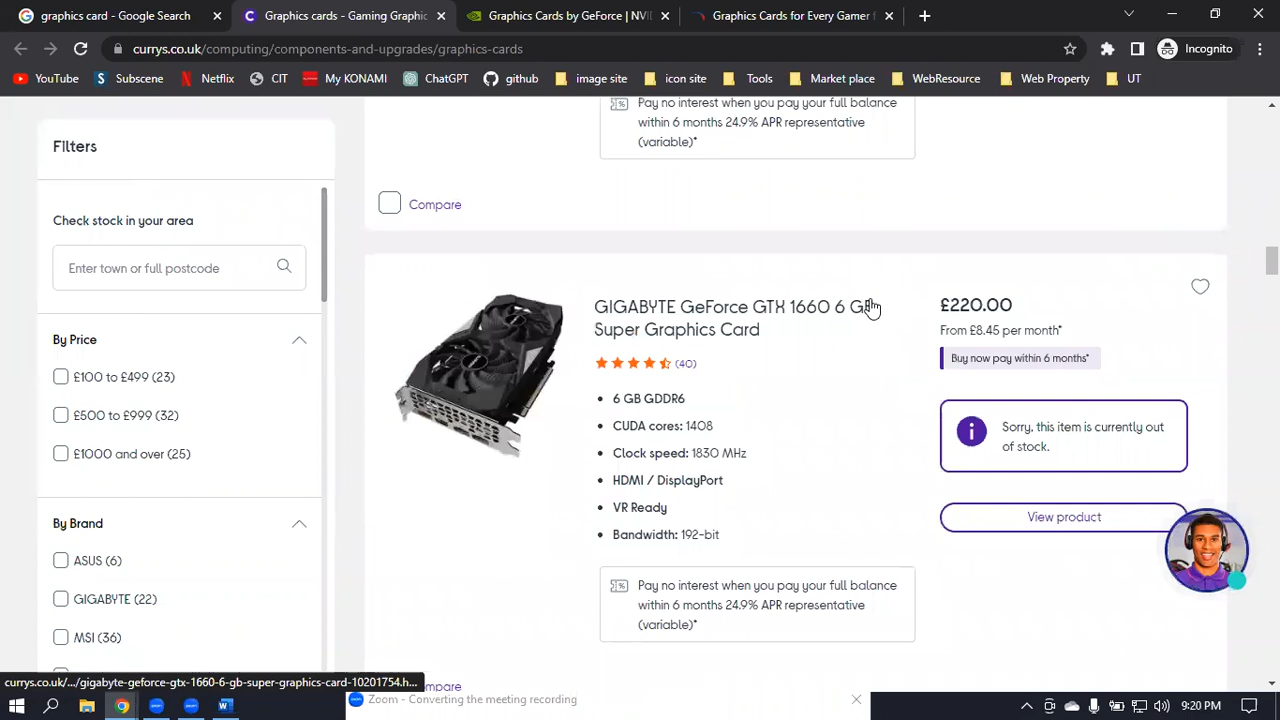 graphics - Google Search
graphics-cards - Gaming Graphic
Graphics Cards by GeForce | NVI
Graphics Cards for Every Gamer
Incognito
currys.co.uk/computing/components-and-upgrades/graphics-cards
YouTube
Subscene
Netflix
CIT
My KONAMI
ChatGPT
github
image site
icon site
Tools
Market place
WebResource
Web Property
UT
Filters
Check stock in your area
Enter town or full postcode
By Price
£100 to £499 (23)
£500 to £999 (32)
£1000 and over (25)
By Brand
ASUS (6)
GIGABYTE (22)
MSI (36)
Pay no interest when you pay your full balance
within 6 months 24.9% APR representative
(variable)*
Compare
GIGABYTE GeForce GTX 1660 6 GB
Super Graphics Card
(40)
6 GB GDDR6
CUDA cores: 1408
Clock speed: 1830 MHz
HDMI / DisplayPort
VR Ready
Bandwidth: 192-bit
Pay no interest when you pay your full balance
within 6 months 24.9% APR representative
(variable)*
£220.00
From £8.45 per month*
Buy now pay within 6 months*
Sorry, this item is currently out
of stock.
View product
currys.co.uk/.../gigabyte-geforce-gtx-1660-6-gb-super-graphics-card-10201754.h...
Zoom - Converting the meeting recording
9:20 PM